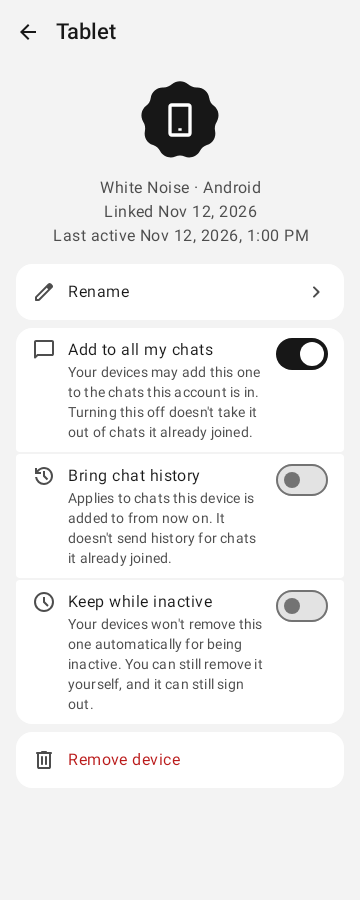 Tablet
White Noise · Android
Linked Nov 12, 2026
Last active Nov 12, 2026, 1:00 PM
Rename
Add to all my chats
Your devices may add this one
to the chats this account is in.
Turning this off doesn't take it
out of chats it already joined.
Bring chat history
Applies to chats this device is
added to from now on. It
doesn't send history for chats
it already joined.
Keep while inactive
Your devices won't remove this
one automatically for being
inactive. You can still remove it
yourself, and it can still sign
out.
Remove device